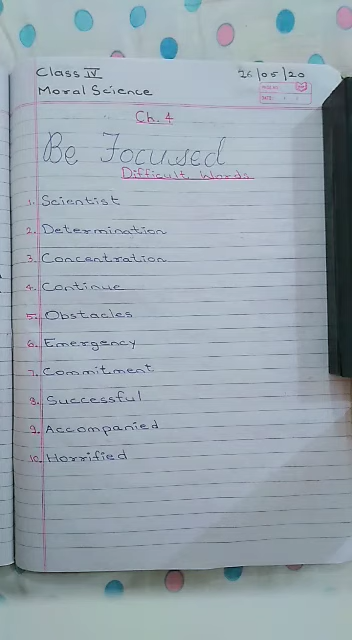 Class IV 26/05/20
Moral Science
Ch. 4
Be Focused
Difficult Words
1. Scientist
2. Determination
3. Concentration
4. Continue
5. Obstacles
6. Emergency
7. Commitment
8. Successful
9. Accompanied
10. Horrified